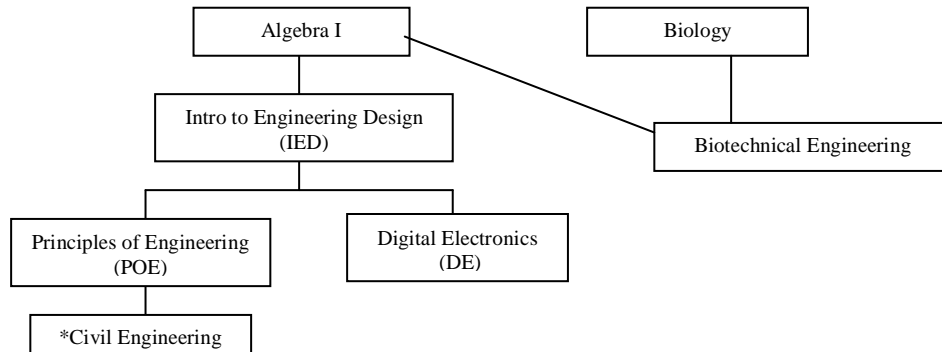 Algebra I
Biology
Intro to Engineering Design
(IED)
Biotechnical Engineering
Principles of Engineering
(POE)
Digital Electronics
(DE)
*Civil Engineering